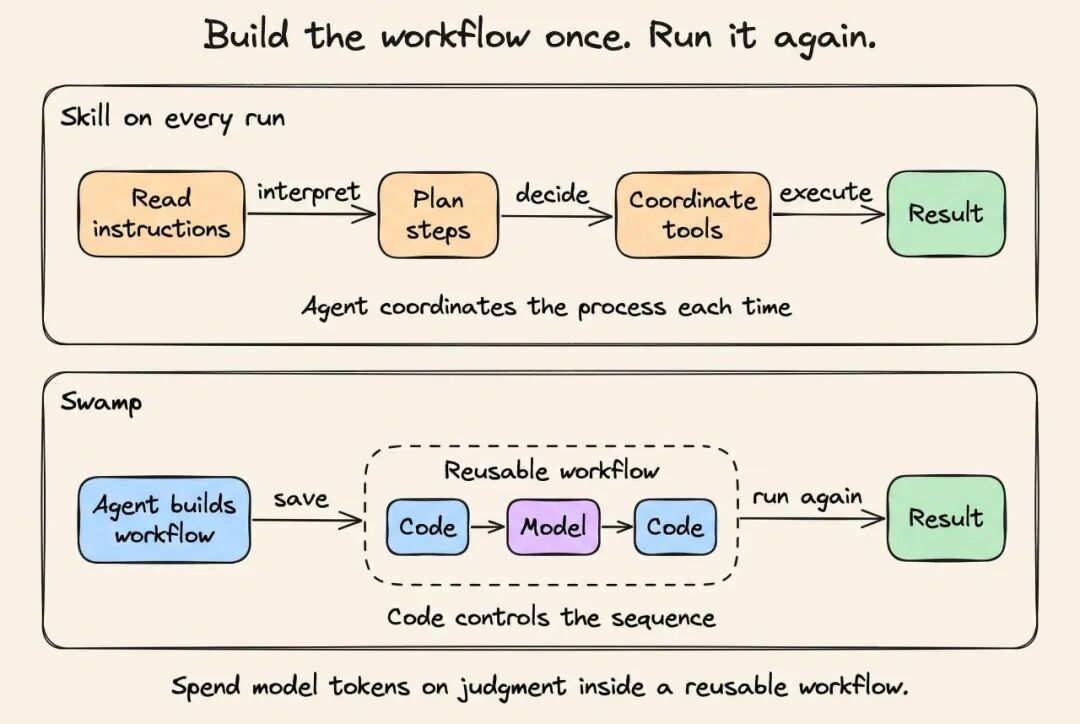 Build the workflow once. Run it again.
Skill on every run
Read
instructions
interpret
Plan
steps
decide
Coordinate
tools
execute
Result
Agent coordinates the process each time
Swamp
Agent builds
workflow
save
Reusable workflow
Code
Model
Code
run again
Result
Code controls the sequence
Spend model tokens on judgment inside a reusable workflow.